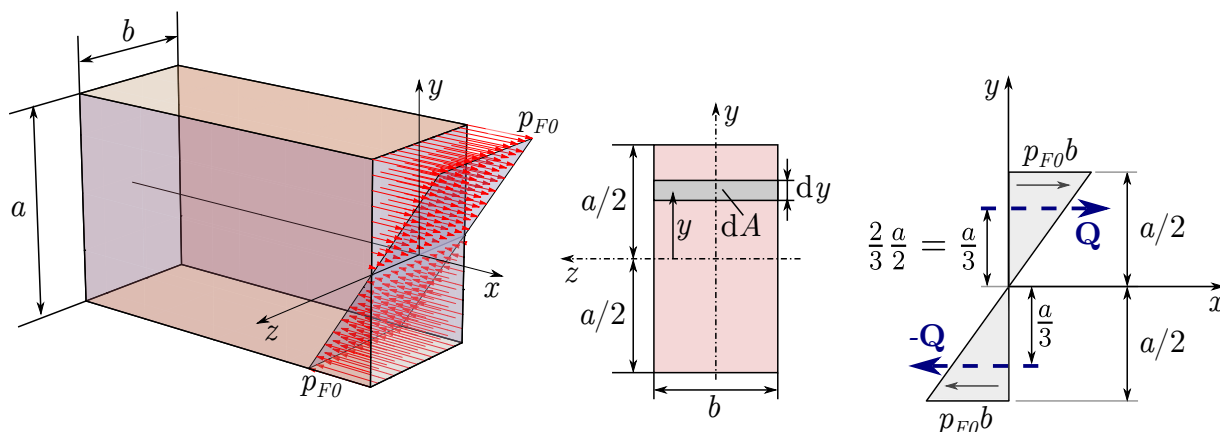 b
a
y
p_{F0}
x
z
p_{F0}
y
a/2
dy
y
dA
z
a/2
b
y
p_{F0}b
Q
a/2
2/3 a/2 = a/3
x
a/3
-Q
a/2
p_{F0}b